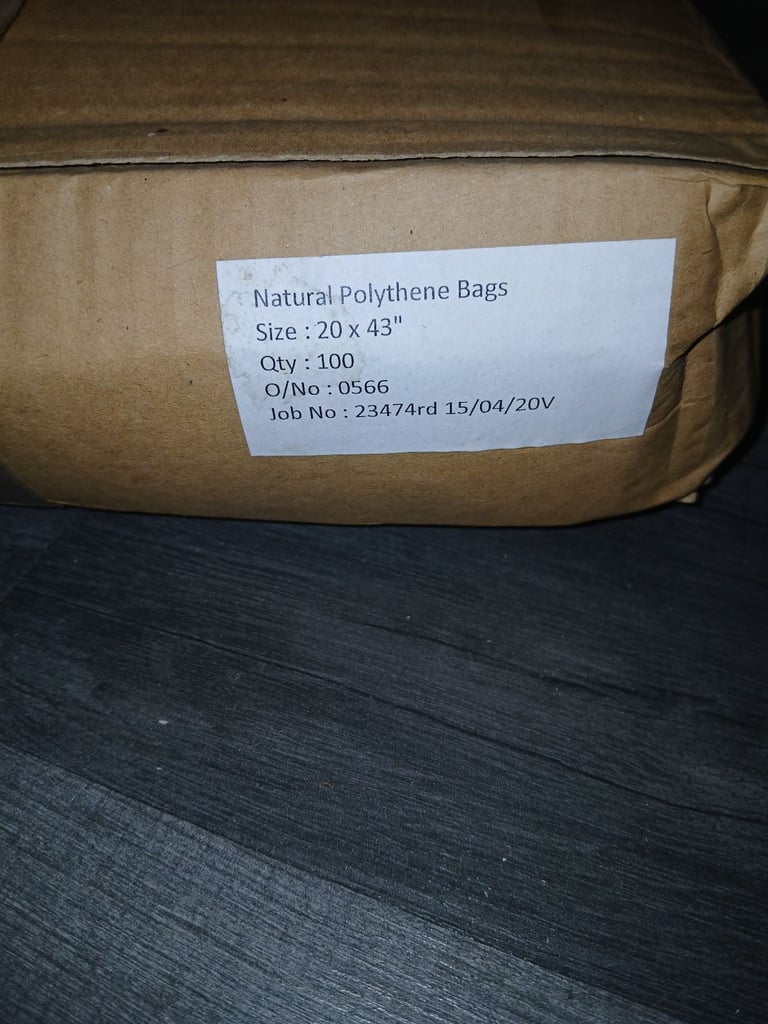 Natural Polythene Bags
Size : 20 x 43"
Qty : 100
O/No : 0566
Job No : 23474rd 15/04/20V